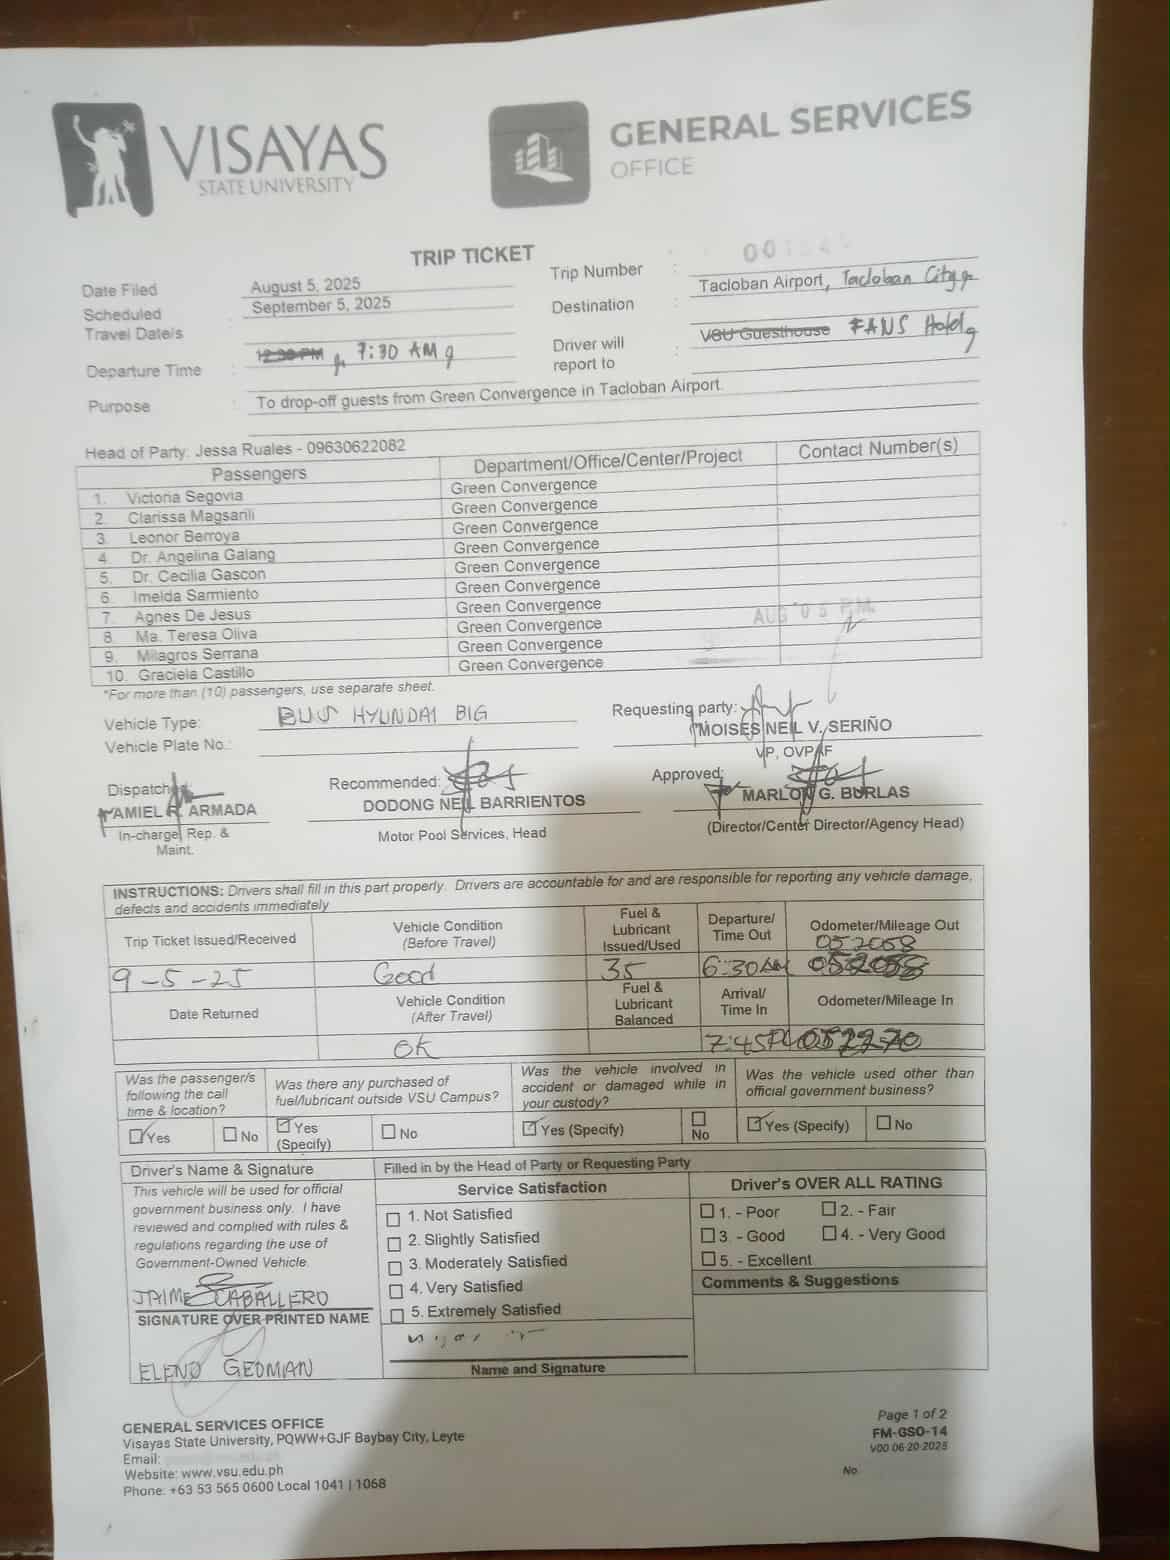 VISAYAS
STATE UNIVERSITY
GENERAL SERVICES
OFFICE
TRIP TICKET
Date Filed August 5, 2025
Trip Number :
Scheduled Travel Date/s : September 5, 2025
Destination : Tacloban Airport, Tacloban City
Departure Time : 12:30 PM 7:30 AM
Driver will report to : VSU Guesthouse FANS Holdg
Purpose : To drop-off guests from Green Convergence in Tacloban Airport.
Head of Party: Jessa Ruales - 09630622082
Passengers Department/Office/Center/Project Contact Number(s)
1. Victoria Segovia Green Convergence
2. Clarissa Magsarili Green Convergence
3. Leonor Berroya Green Convergence
4. Dr. Angelina Galang Green Convergence
5. Dr. Cecilia Gascon Green Convergence
6. Imelda Sarmiento Green Convergence
7. Agnes De Jesus Green Convergence
8. Ma. Teresa Oliva Green Convergence
9. Milagros Serrana Green Convergence
10. Graciela Castillo Green Convergence
AUG 05 P.M.
*For more than (10) passengers, use separate sheet.
Vehicle Type: BUS HYUNDAI BIG
Vehicle Plate No.:
Requesting party:
MOISES NEIL V. SERIÑO
VP, OVPAF
Dispatched:
YAMIEL R. ARMADA
In-charge, Rep. &
Maint.
Recommended:
DODONG NEIL BARRIENTOS
Motor Pool Services, Head
Approved:
MARLON G. BURLAS
(Director/Center Director/Agency Head)
INSTRUCTIONS: Drivers shall fill in this part properly. Drivers are accountable for and are responsible for reporting any vehicle damage,
defects and accidents immediately
Trip Ticket Issued/Received Vehicle Condition (Before Travel) Fuel & Lubricant Issued/Used Departure/ Time Out Odometer/Mileage Out
052058
9-5-25 Good 35 6:30AM
Date Returned Vehicle Condition (After Travel) Fuel & Lubricant Balanced Arrival/ Time In Odometer/Mileage In
OK 7:45P 052270
Was the passenger/s following the call time & location?
Was there any purchased of fuel/lubricant outside VSU Campus?
Was the vehicle involved in accident or damaged while in your custody?
Was the vehicle used other than official government business?
Yes No Yes (Specify) No Yes (Specify) No Yes (Specify) No
Driver's Name & Signature
This vehicle will be used for official
government business only. I have
reviewed and complied with rules &
regulations regarding the use of
Government-Owned Vehicle.
JAIME CABALLERO
SIGNATURE OVER PRINTED NAME
ELENO GEOMAN
Filled in by the Head of Party or Requesting Party
Service Satisfaction
1. Not Satisfied
2. Slightly Satisfied
3. Moderately Satisfied
4. Very Satisfied
5. Extremely Satisfied
Name and Signature
Driver's OVER ALL RATING
1. - Poor 2. - Fair
3. - Good 4. - Very Good
5. - Excellent
Comments & Suggestions
GENERAL SERVICES OFFICE
Visayas State University, PQWW+GJF Baybay City, Leyte
Email:
Website: www.vsu.edu.ph
Phone: +63 53 565 0600 Local 1041 | 1068
Page 1 of 2
FM-GSO-14
V00 06-20-2025
No.